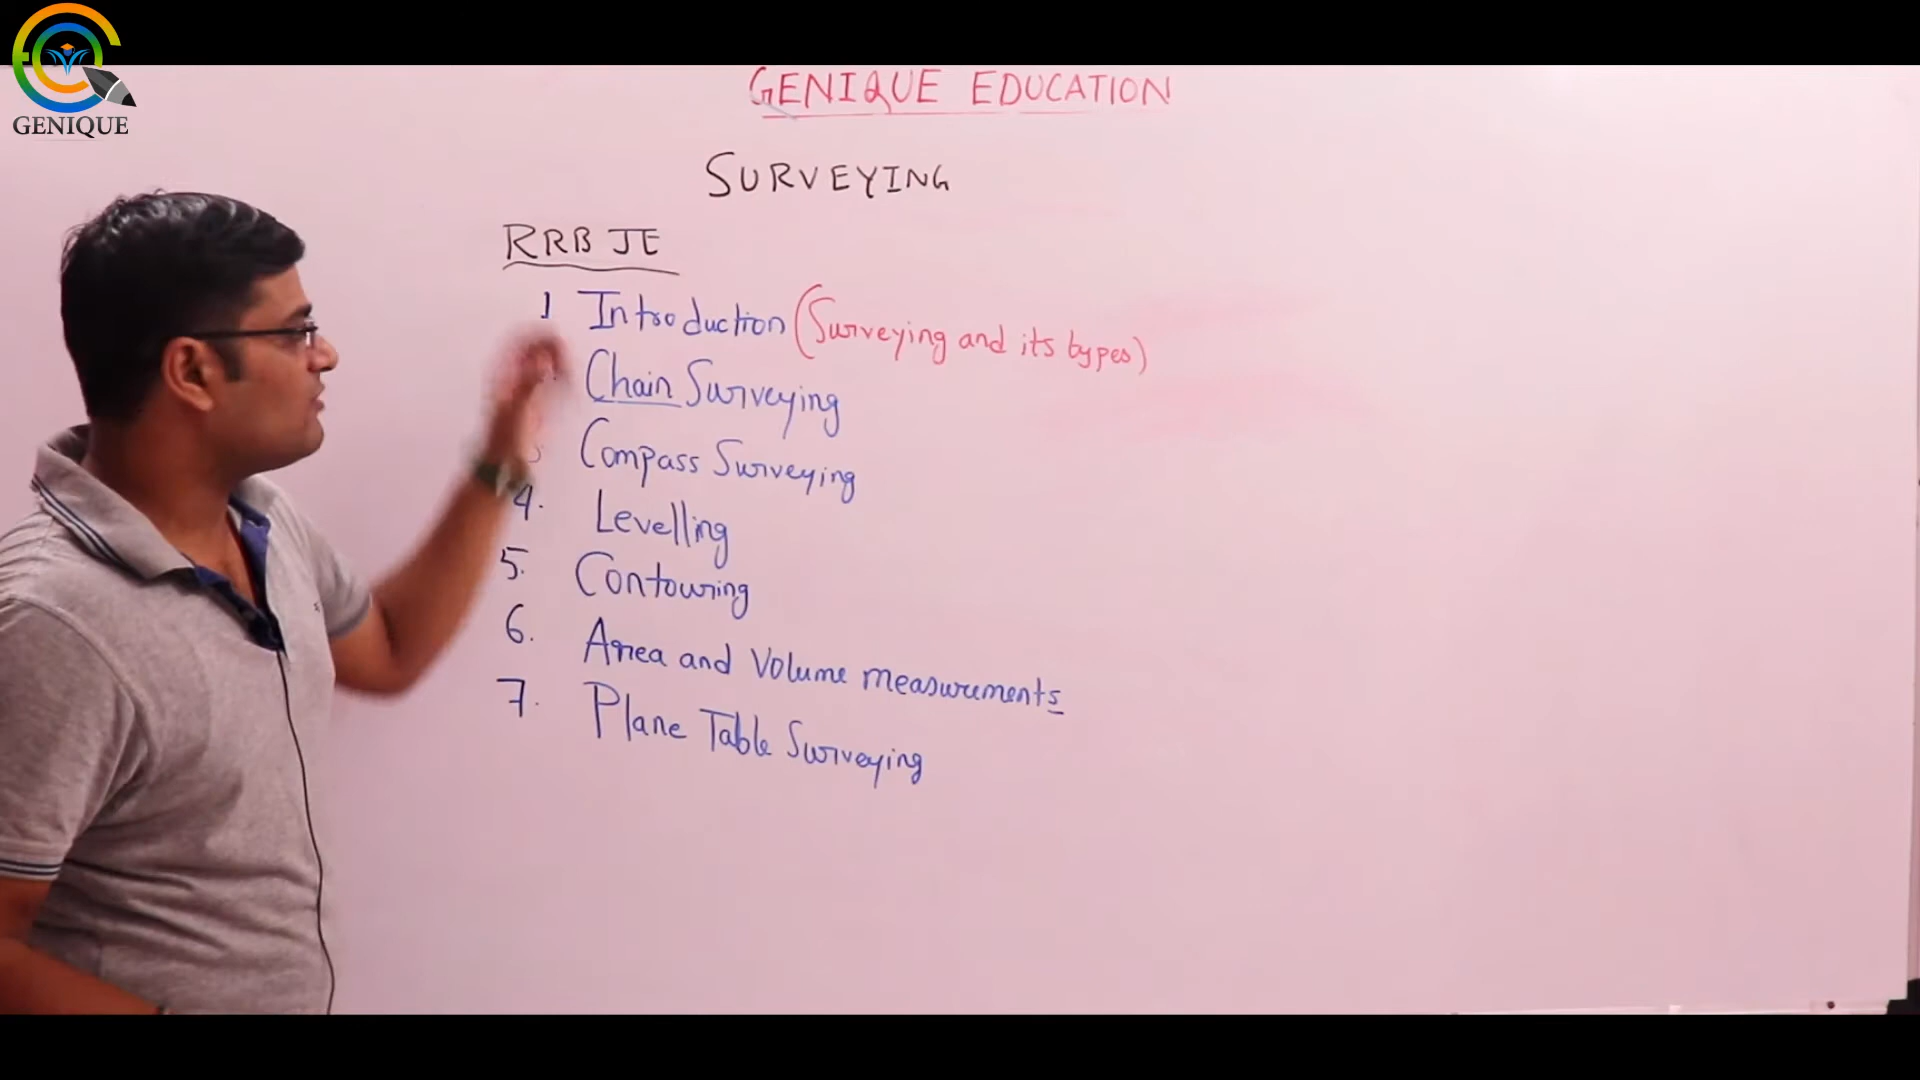 GENIQUE
GENIQUE EDUCATION
SURVEYING
RRB JE
1 Introduction (Surveying and its types)
Chain Surveying
3. Compass Surveying
4. Levelling
5. Contouring
6. Area and Volume measurements
7. Plane Table Surveying